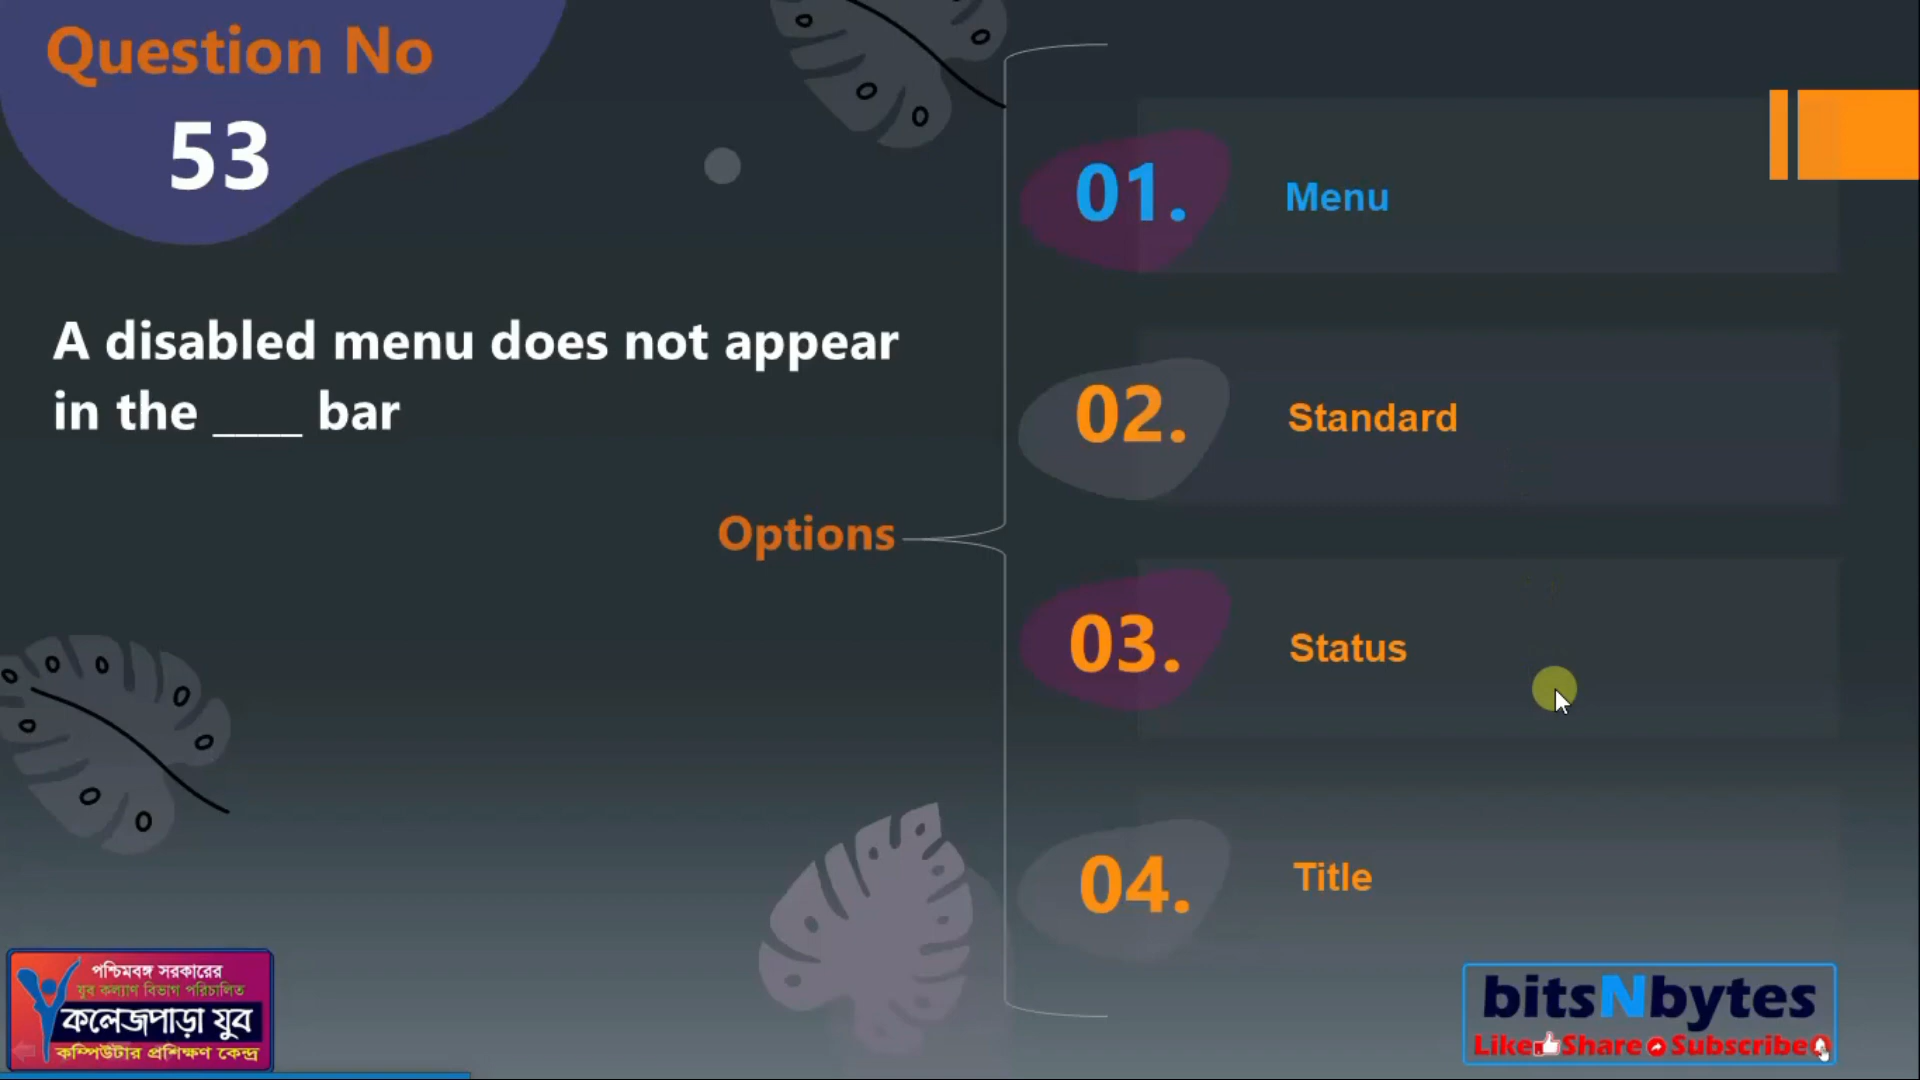 Question No
53
A disabled menu does not appear
in the ____ bar
Options
01.
Menu
02.
Standard
03.
Status
04.
Title
পশ্চিমবঙ্গ সরকারের
যুব কল্যাণ বিভাগ পরিচালিত
কলেজপাড়া যুব
কম্পিউটার প্রশিক্ষণ কেন্দ্র
bitsNbytes
Like Share Subscribe